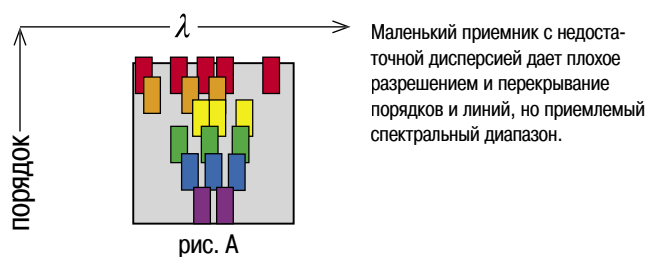 λ
Маленький приемник с недоста-
точной дисперсией дает плохое
разрешением и перекрывание
порядков и линий, но приемлемый
спектральный диапазон.
порядок
рис. А